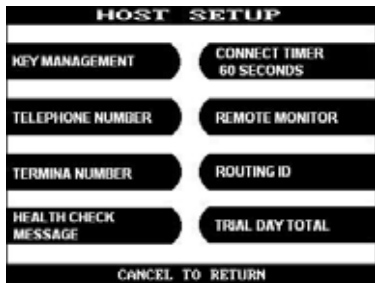 HOST SETUP
KEY MANAGEMENT
CONNECT TIMER
60 SECONDS
TELEPHONE NUMBER
REMOTE MONITOR
TERMINA NUMBER
ROUTING ID
HEALTH CHECK
MESSAGE
TRIAL DAY TOTAL
CANCEL TO RETURN